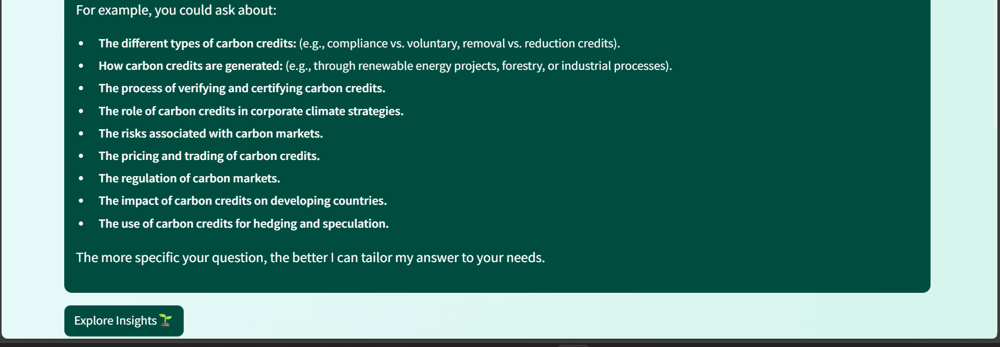 For example, you could ask about:
• The different types of carbon credits: (e.g., compliance vs. voluntary, removal vs. reduction credits).
• How carbon credits are generated: (e.g., through renewable energy projects, forestry, or industrial processes).
• The process of verifying and certifying carbon credits.
• The role of carbon credits in corporate climate strategies.
• The risks associated with carbon markets.
• The pricing and trading of carbon credits.
• The regulation of carbon markets.
• The impact of carbon credits on developing countries.
• The use of carbon credits for hedging and speculation.
The more specific your question, the better I can tailor my answer to your needs.
Explore Insights 🌱